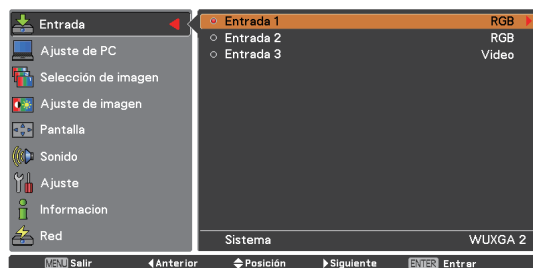 Entrada
Ajuste de PC
Selección de imagen
Ajuste de imagen
Pantalla
Sonido
Ajuste
Informacion
Red
Entrada 1 RGB
Entrada 2 RGB
Entrada 3 Video
Sistema WUXGA 2
MENU Salir Anterior Posición Siguiente ENTER Entrar